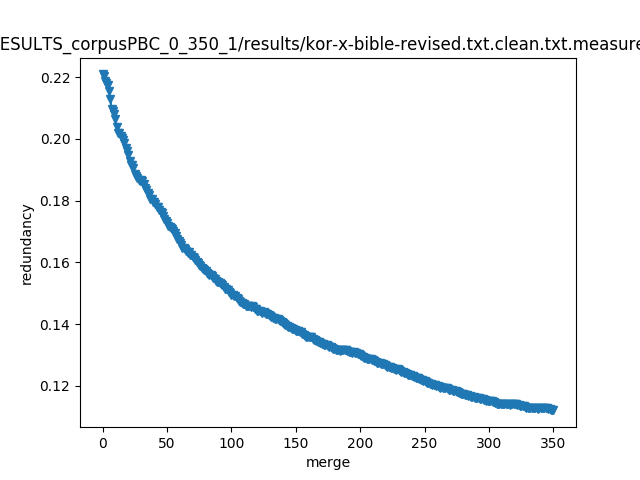 ESULTS_corpusPBC_0_350_1/results/kor-x-bible-revised.txt.clean.txt.measure
0.22
0.20
0.18
0.16
0.14
0.12
redundancy
0 50 100 150 200 250 300 350
merge